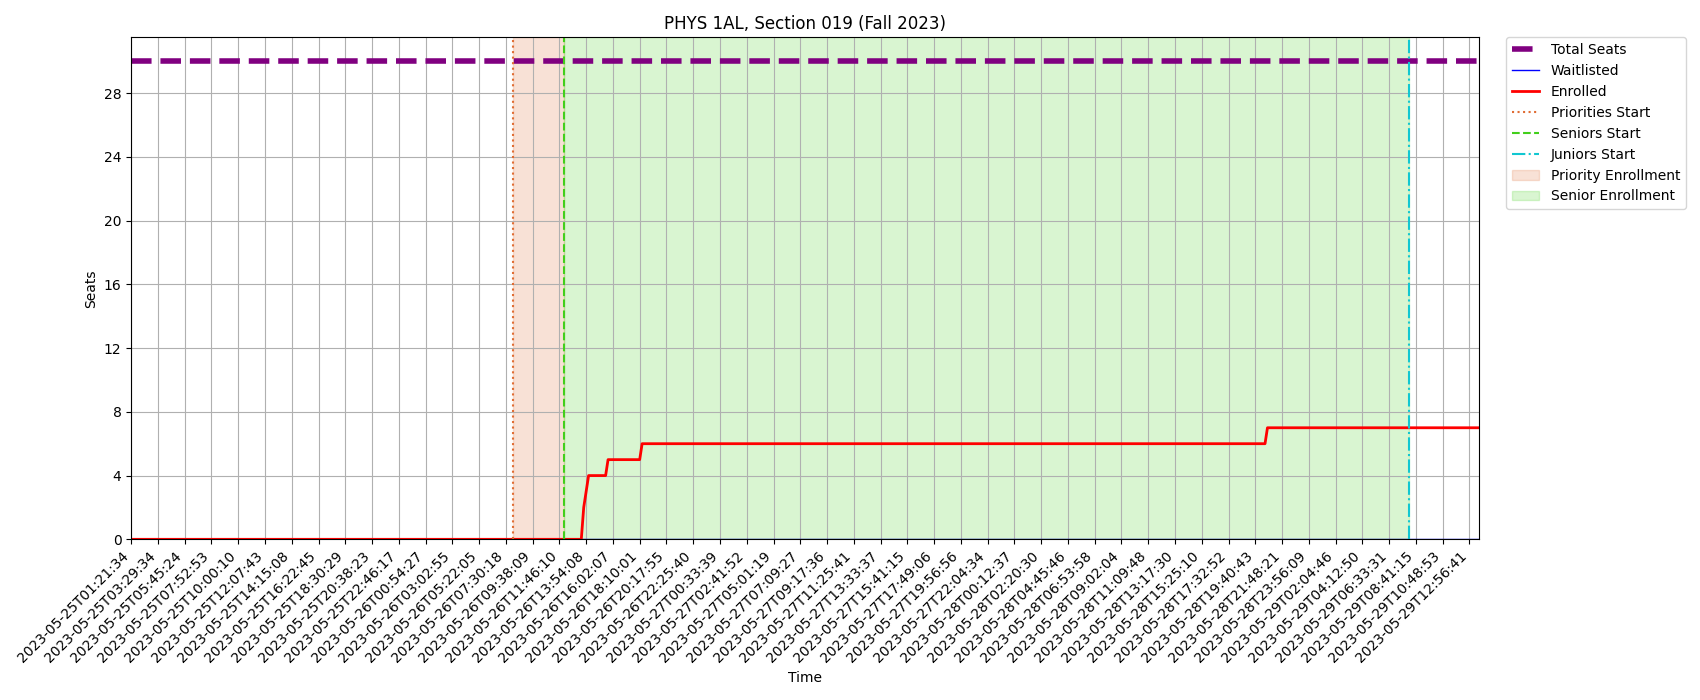 PHYS 1AL, Section 019 (Fall 2023)
Total Seats
Waitlisted
Enrolled
Priorities Start
Seniors Start
Juniors Start
Priority Enrollment
Senior Enrollment
Seats
28
24
20
16
12
8
4
0
2023-05-25T01:21:34
2023-05-25T03:29:34
2023-05-25T05:45:24
2023-05-25T07:52:53
2023-05-25T10:00:10
2023-05-25T12:07:43
2023-05-25T14:15:08
2023-05-25T16:22:45
2023-05-25T18:30:29
2023-05-25T20:38:23
2023-05-25T22:46:17
2023-05-26T00:54:27
2023-05-26T03:02:55
2023-05-26T05:22:05
2023-05-26T07:30:18
2023-05-26T09:38:09
2023-05-26T11:46:10
2023-05-26T13:54:08
2023-05-26T16:02:07
2023-05-26T18:10:01
2023-05-26T20:17:55
2023-05-26T22:25:40
2023-05-27T00:33:39
2023-05-27T02:41:52
2023-05-27T05:01:19
2023-05-27T07:09:27
2023-05-27T09:17:36
2023-05-27T11:25:41
2023-05-27T13:33:37
2023-05-27T15:41:15
2023-05-27T17:49:06
2023-05-27T19:56:56
2023-05-27T22:04:34
2023-05-28T00:12:37
2023-05-28T02:20:30
2023-05-28T04:45:46
2023-05-28T06:53:58
2023-05-28T09:02:04
2023-05-28T11:09:48
2023-05-28T13:17:30
2023-05-28T15:25:10
2023-05-28T17:32:52
2023-05-28T19:40:43
2023-05-28T21:48:21
2023-05-28T23:56:09
2023-05-29T02:04:46
2023-05-29T04:12:50
2023-05-29T06:33:31
2023-05-29T08:41:15
2023-05-29T10:48:53
2023-05-29T12:56:41
Time